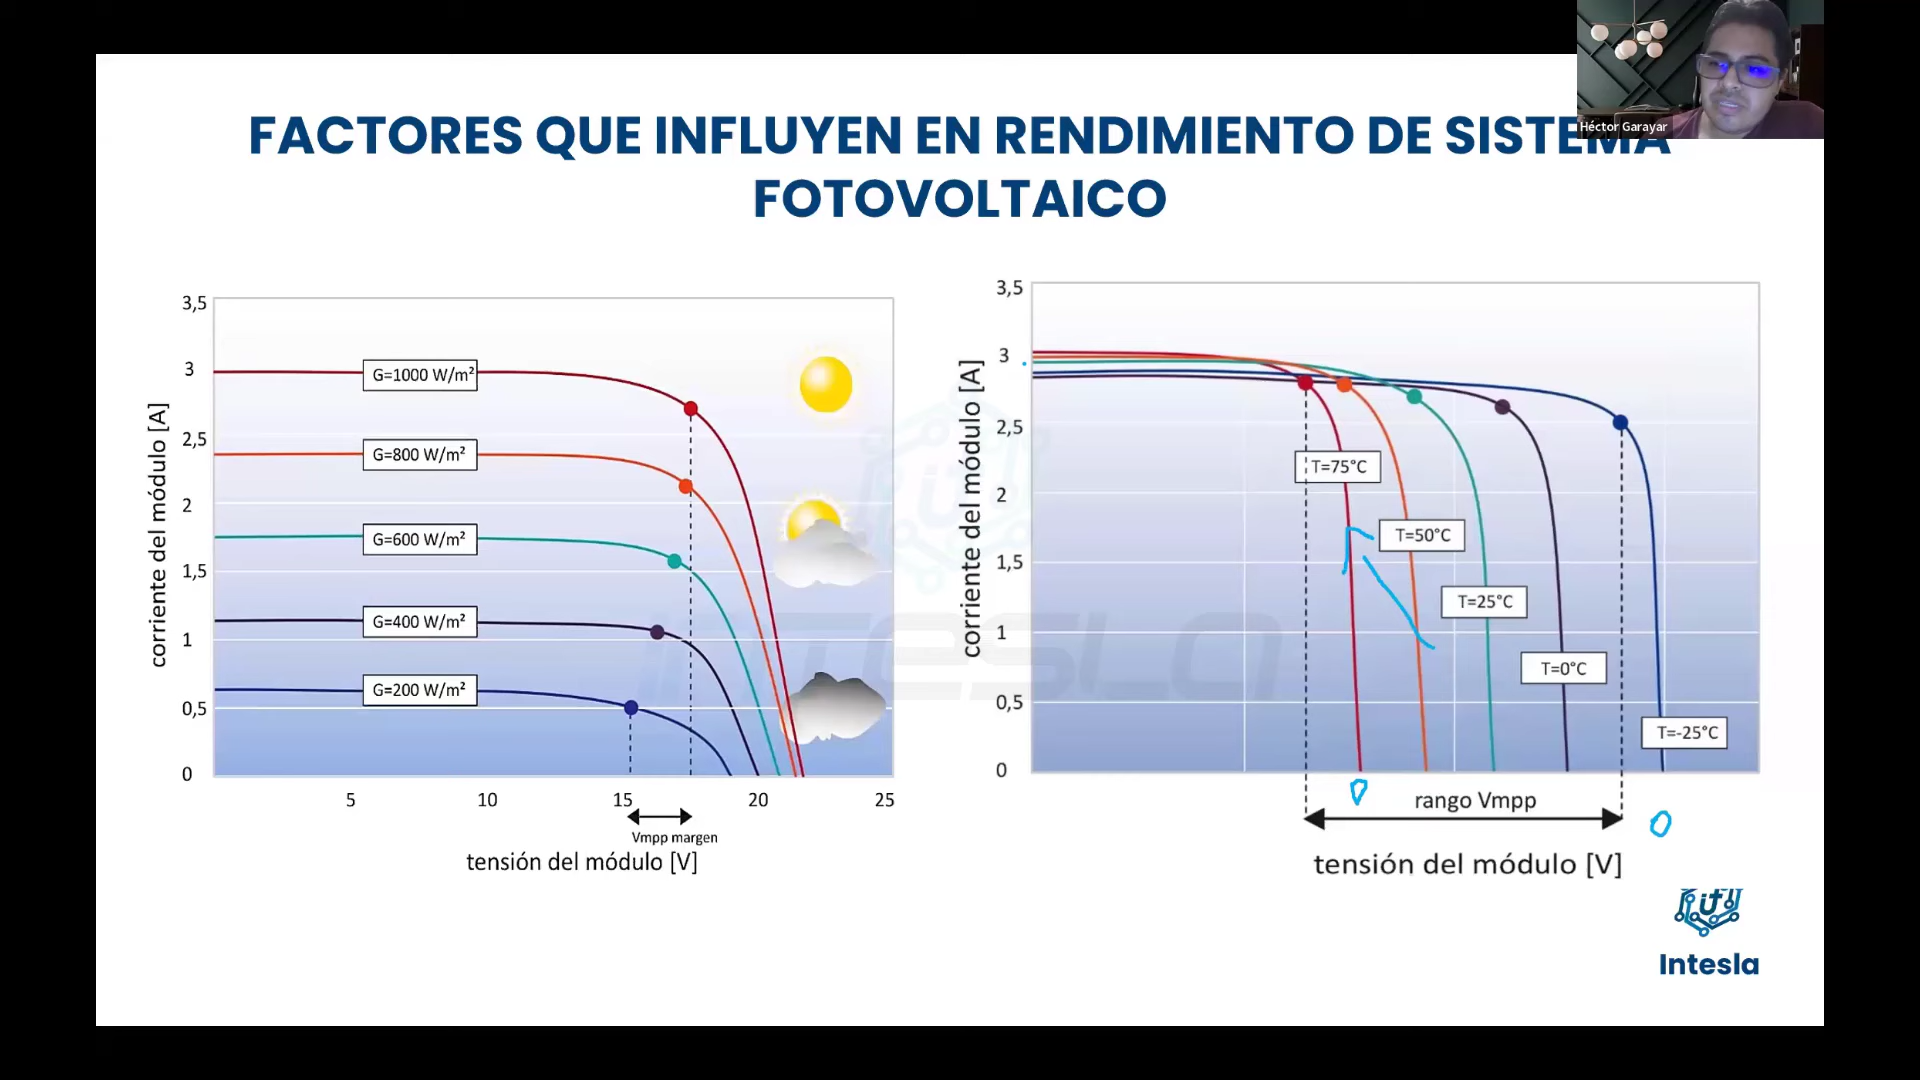 Héctor Garayar
FACTORES QUE INFLUYEN EN RENDIMIENTO DE SISTEMA
FOTOVOLTAICO
3,5
3
2,5
2
1,5
1
0,5
0
corriente del módulo [A]
G=1000 W/m²
G=800 W/m²
G=600 W/m²
G=400 W/m²
G=200 W/m²
5 10 15 20 25
Vmpp margen
tensión del módulo [V]
3,5
3
2,5
2
1,5
1
0,5
0
corriente del módulo [A]
T=75°C
T=50°C
T=25°C
T=0°C
T=-25°C
rango Vmpp
tensión del módulo [V]
INTESLA
Intesla